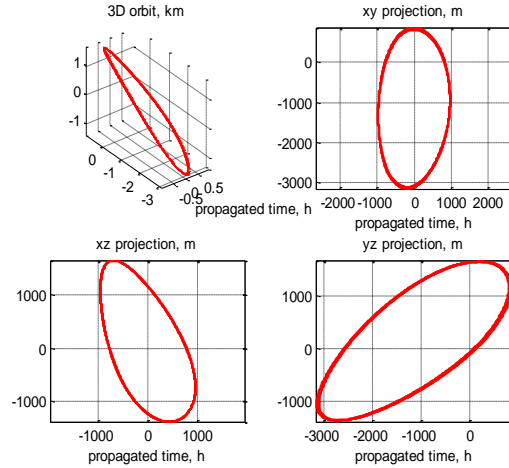 3D orbit, km
1
0
-1
0
-1
-2
-3
-0.5
0.5
propagated time, h
xy projection, m
0
-1000
-2000
-3000
-2000 -1000 0 1000 2000
propagated time, h
xz projection, m
1000
0
-1000
-1000 0 1000
propagated time, h
yz projection, m
1000
0
-1000
-3000 -2000 -1000 0
propagated time, h